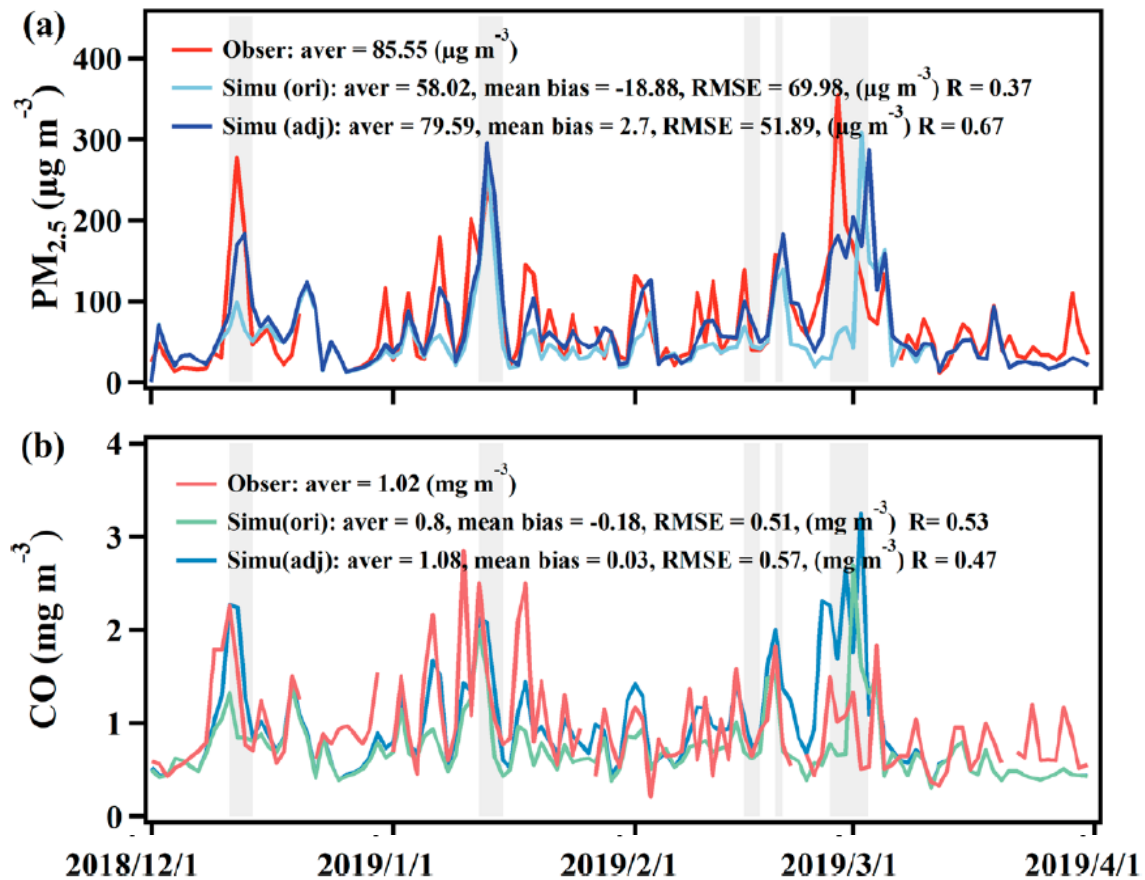 (a)
400
300
200
100
0
PM2.5 (μg m-3)
Obser: aver = 85.55 (μg m-3)
Simu (ori): aver = 58.02, mean bias = -18.88, RMSE = 69.98, (μg m-3) R = 0.37
Simu (adj): aver = 79.59, mean bias = 2.7, RMSE = 51.89, (μg m-3) R = 0.67
(b)
4
3
2
1
0
CO (mg m-3)
Obser: aver = 1.02 (mg m-3)
Simu(ori): aver = 0.8, mean bias = -0.18, RMSE = 0.51, (mg m-3) R= 0.53
Simu(adj): aver = 1.08, mean bias = 0.03, RMSE = 0.57, (mg m-3) R = 0.47
2018/12/1 2019/1/1 2019/2/1 2019/3/1 2019/4/1